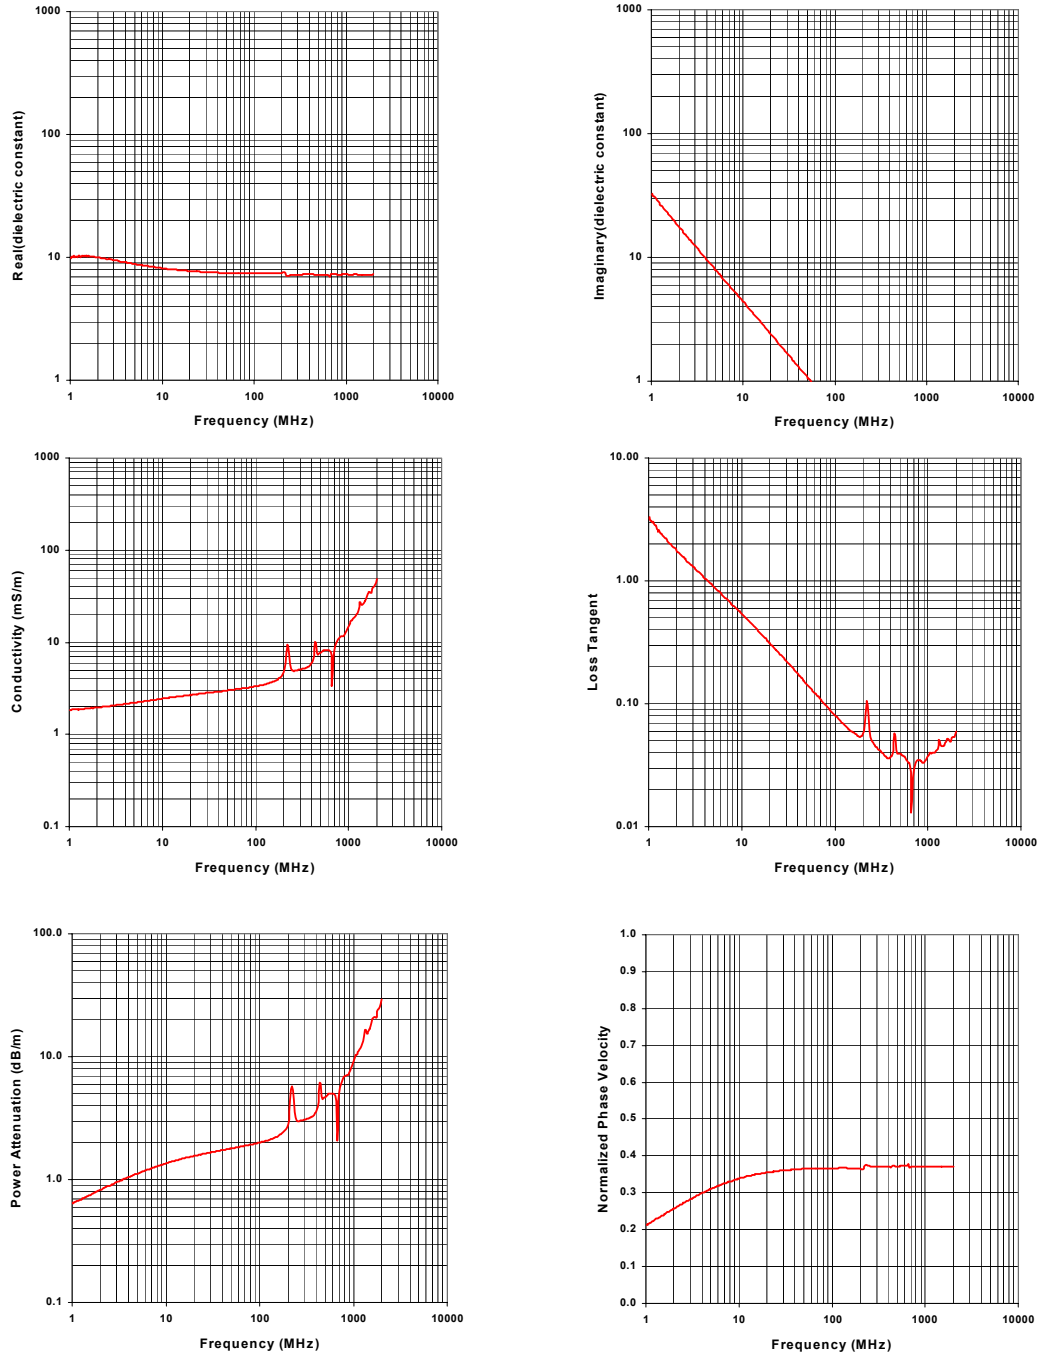 1000
100
10
1
Real(dielectric constant)
1 10 100 1000 10000
Frequency (MHz)
1000
100
10
1
Imaginary(dielectric constant)
1 10 100 1000 10000
Frequency (MHz)
1000
100
10
1
0.1
Conductivity (mS/m)
1 10 100 1000 10000
Frequency (MHz)
10.00
1.00
0.10
0.01
Loss Tangent
1 10 100 1000 10000
Frequency (MHz)
100.0
10.0
1.0
0.1
Power Attenuation (dB/m)
1 10 100 1000 10000
Frequency (MHz)
1.0
0.9
0.8
0.7
0.6
0.5
0.4
0.3
0.2
0.1
0.0
Normalized Phase Velocity
1 10 100 1000 10000
Frequency (MHz)